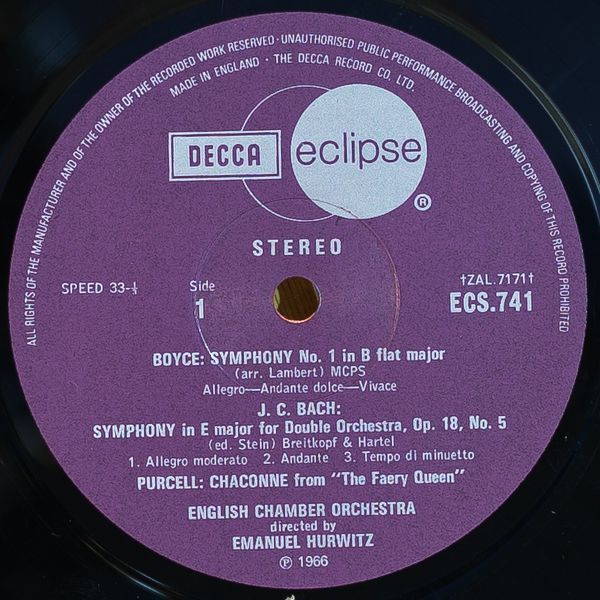 ALL RIGHTS OF THE MANUFACTURER AND OF THE OWNER OF THE RECORDED WORK RESERVED · UNAUTHORISED PUBLIC PERFORMANCE BROADCASTING AND COPYING OF THIS RECORD PROHIBITED
MADE IN ENGLAND · THE DECCA RECORD CO. LTD.
DECCA eclipse
®
STEREO
SPEED 33-⅓
Side
1
†ZAL.7171†
ECS.741
BOYCE: SYMPHONY No. 1 in B flat major
(arr. Lambert) MCPS
Allegro—Andante dolce—Vivace
J. C. BACH:
SYMPHONY in E major for Double Orchestra, Op. 18, No. 5
(ed. Stein) Breitkopf & Hartel
1. Allegro moderato 2. Andante 3. Tempo di minuetto
PURCELL: CHACONNE from "The Faery Queen"
ENGLISH CHAMBER ORCHESTRA
directed by
EMANUEL HURWITZ
℗ 1966